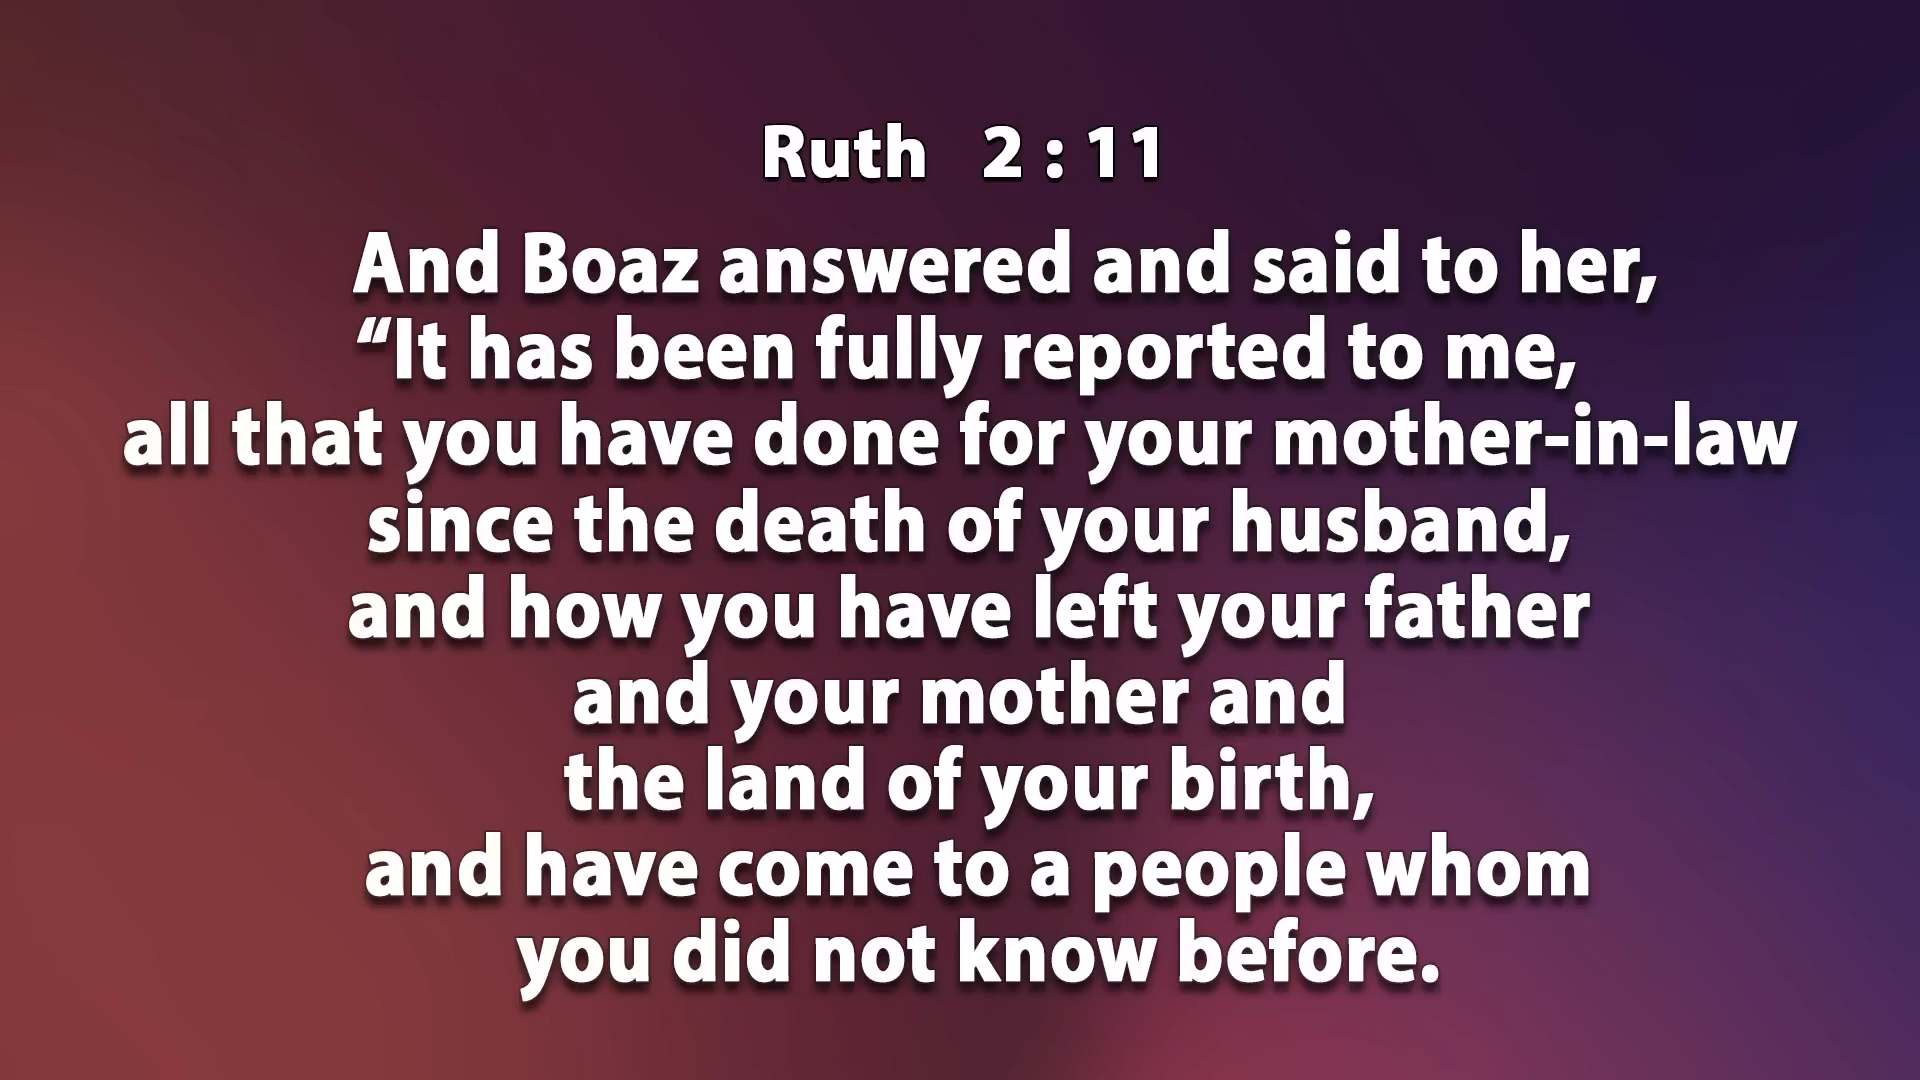 Ruth 2 : 11
And Boaz answered and said to her,
“It has been fully reported to me,
all that you have done for your mother-in-law
since the death of your husband,
and how you have left your father
and your mother and
the land of your birth,
and have come to a people whom
you did not know before.